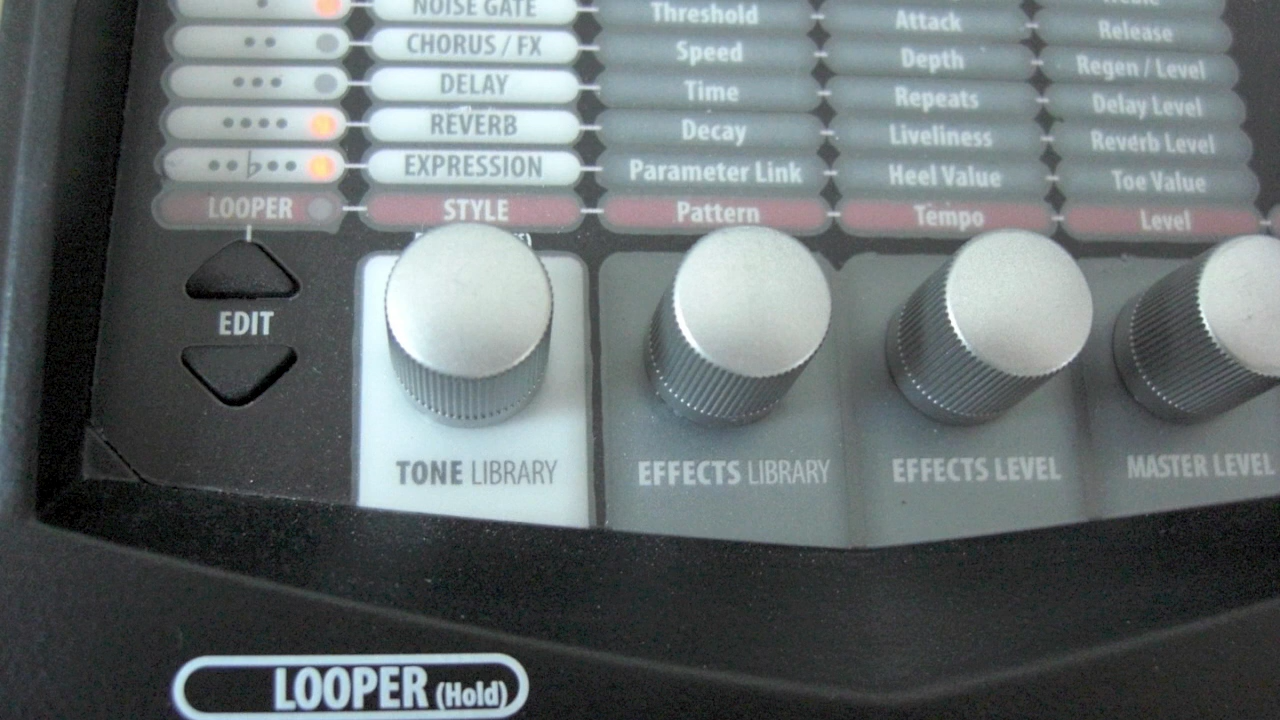 NOISE GATE Threshold Attack Release
CHORUS / FX Speed Depth Regen / Level
DELAY Time Repeats Delay Level
REVERB Decay Liveliness Reverb Level
EXPRESSION Parameter Link Heel Value Toe Value
LOOPER STYLE Pattern Tempo Level
EDIT
TONE LIBRARY EFFECTS LIBRARY EFFECTS LEVEL MASTER LEVEL
LOOPER (Hold)